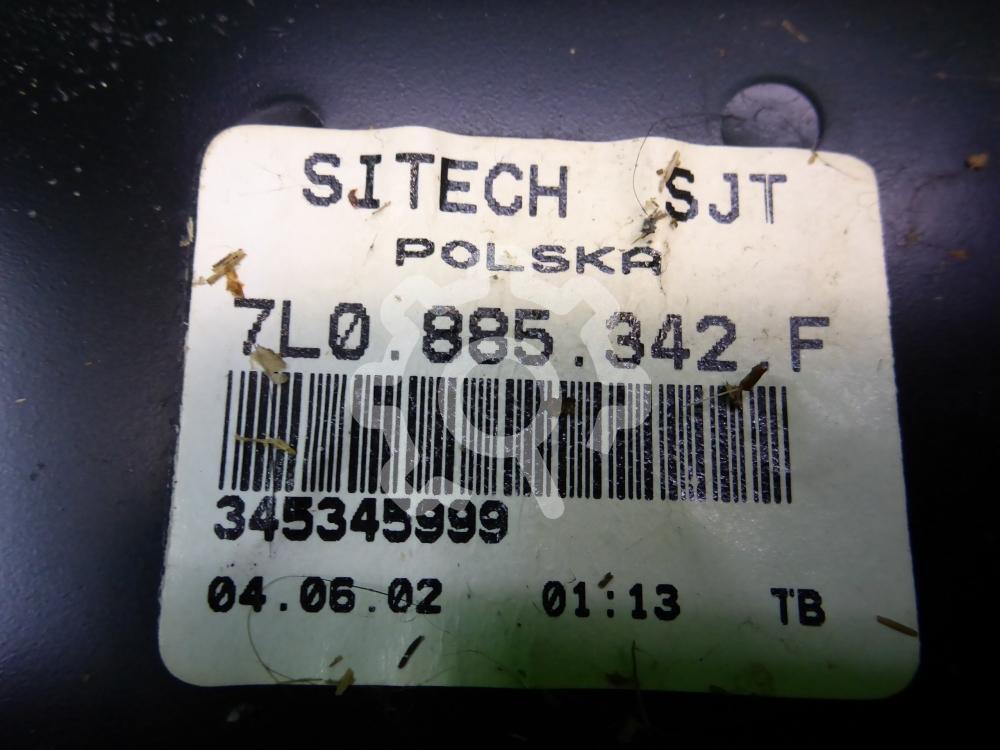 SITECH SJT
POLSKA
7L0.885.342.F
345345999
04.06.02 01:13 TB